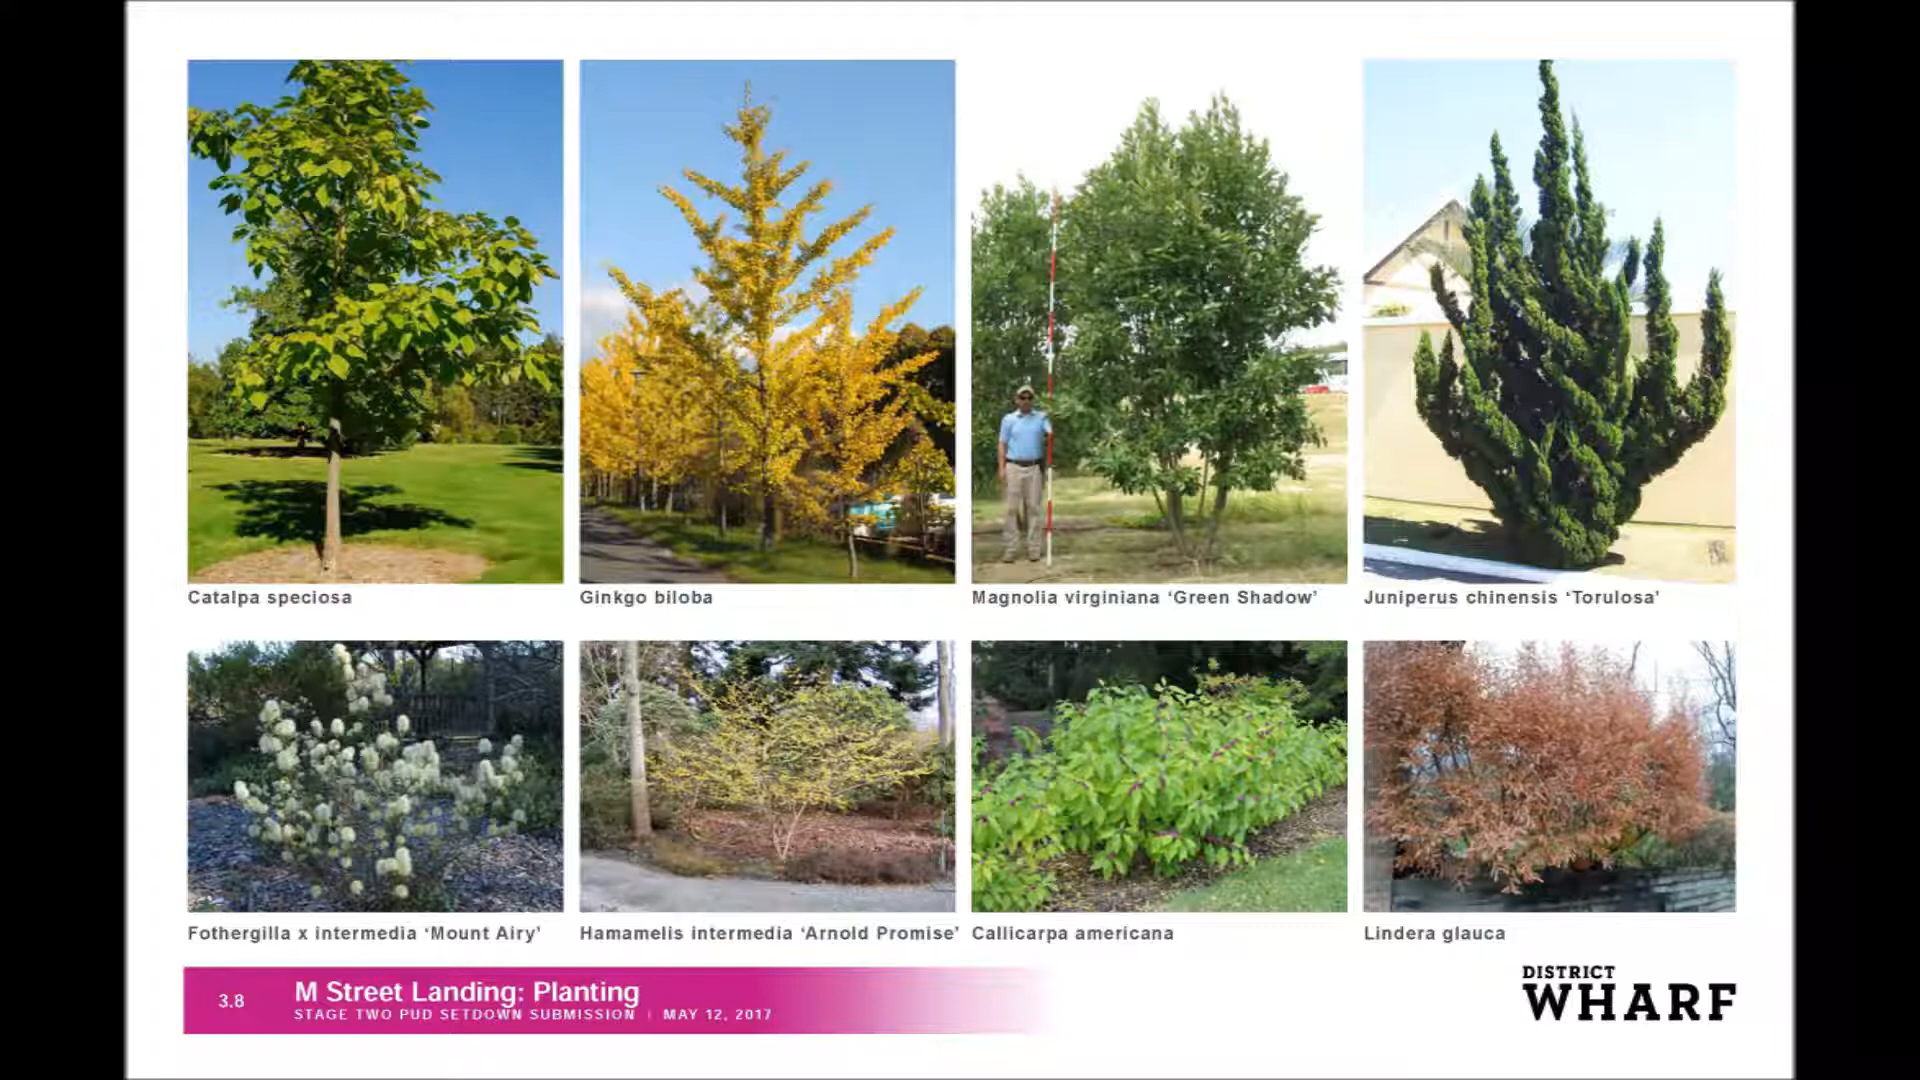 Catalpa speciosa
Ginkgo biloba
Magnolia virginiana ‘Green Shadow’
Juniperus chinensis ‘Torulosa’
Fothergilla x intermedia ‘Mount Airy’
Hamamelis intermedia ‘Arnold Promise’
Callicarpa americana
Lindera glauca
3.8
M Street Landing: Planting
STAGE TWO PUD SETDOWN SUBMISSION | MAY 12, 2017
DISTRICT
WHARF